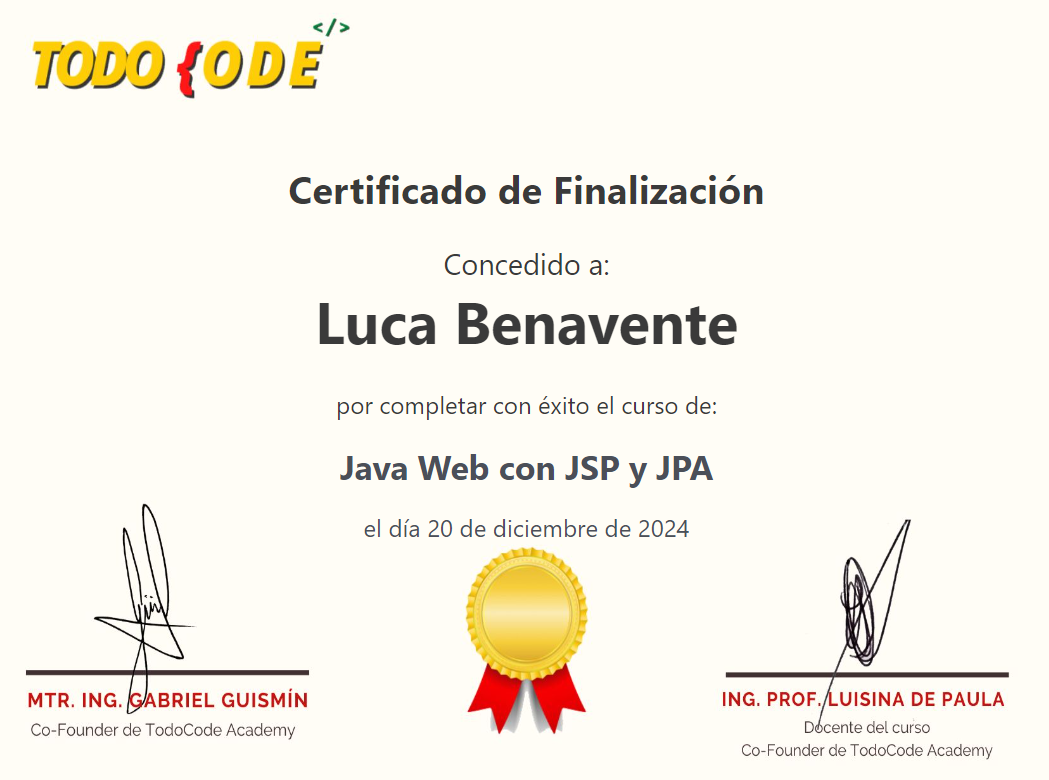 </>
TODO {ODE
Certificado de Finalización
Concedido a:
Luca Benavente
por completar con éxito el curso de:
Java Web con JSP y JPA
el día 20 de diciembre de 2024
MTR. ING. GABRIEL GUISMÍN
Co-Founder de TodoCode Academy
ING. PROF. LUISINA DE PAULA
Docente del curso
Co-Founder de TodoCode Academy